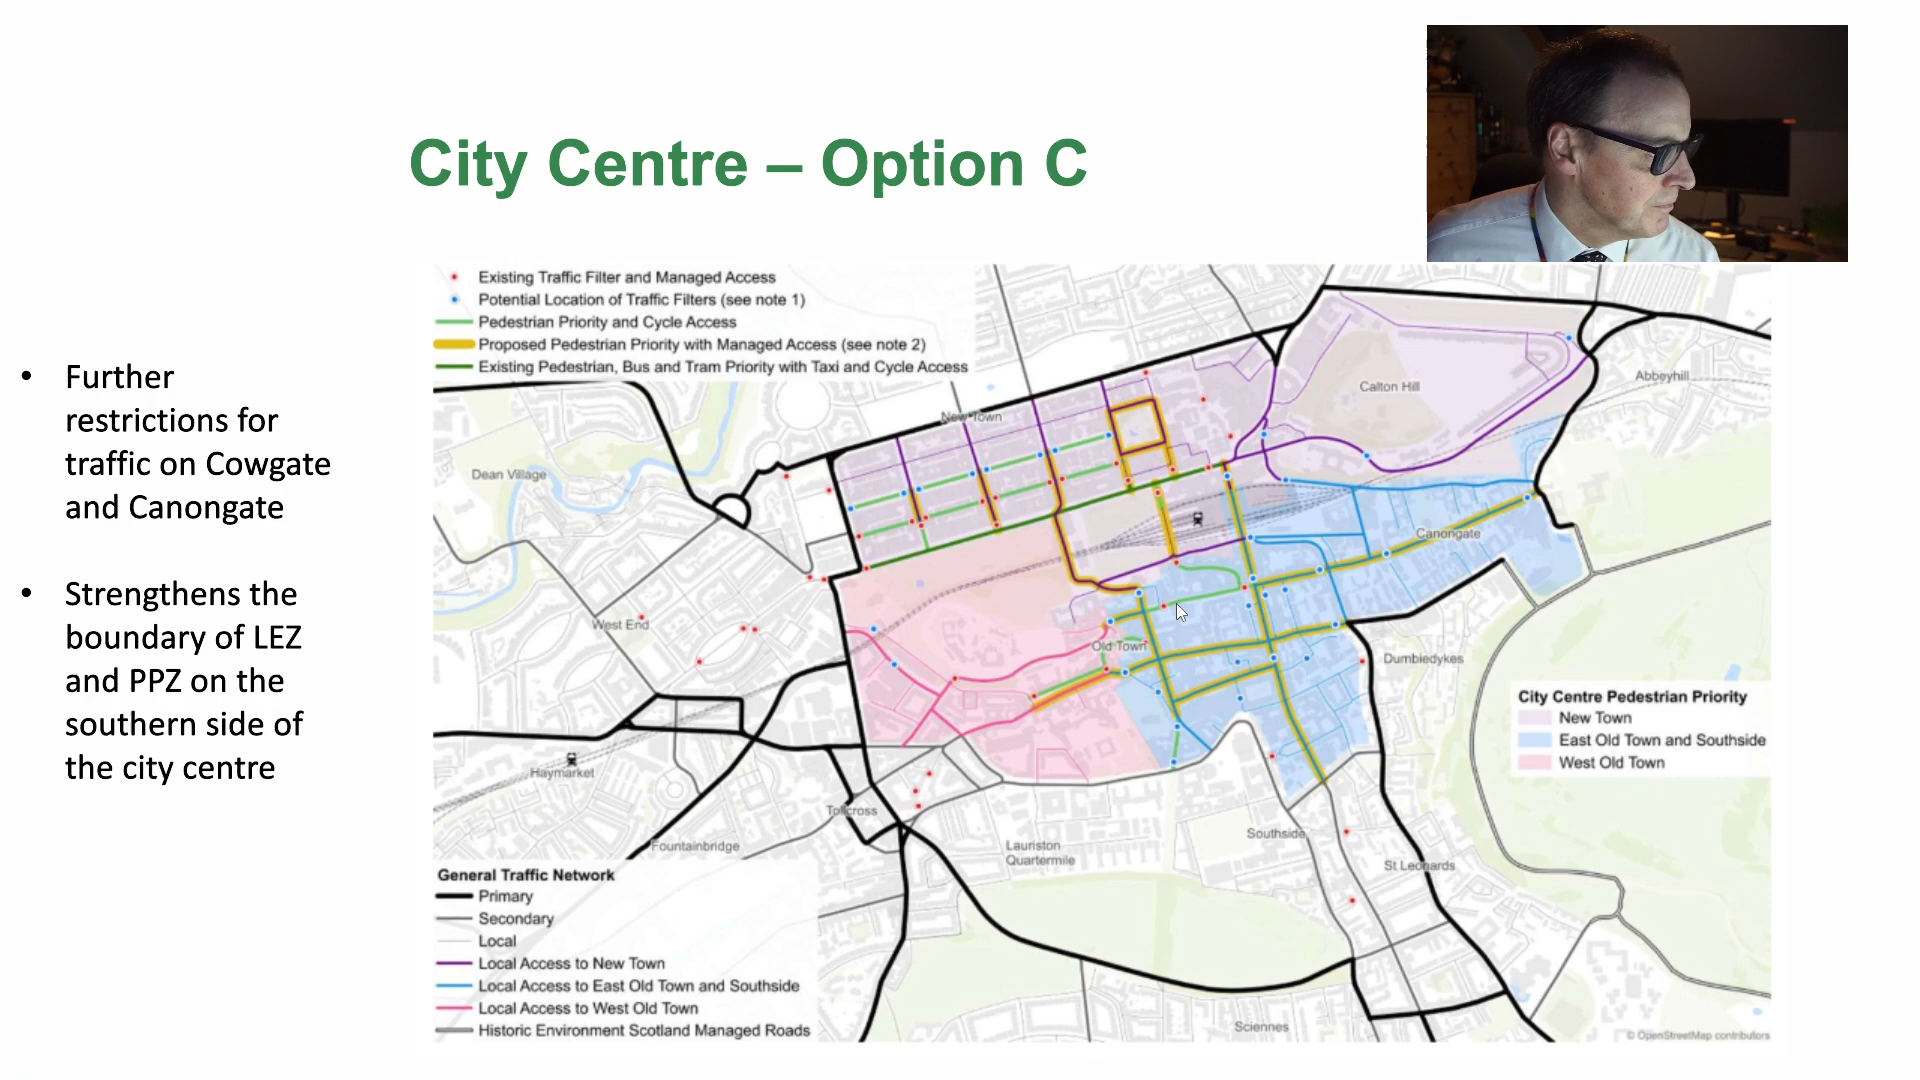 City Centre – Option C
• Further
restrictions for
traffic on Cowgate
and Canongate
• Strengthens the
boundary of LEZ
and PPZ on the
southern side of
the city centre
Existing Traffic Filter and Managed Access
Potential Location of Traffic Filters (see note 1)
Pedestrian Priority and Cycle Access
Proposed Pedestrian Priority with Managed Access (see note 2)
Existing Pedestrian, Bus and Tram Priority with Taxi and Cycle Access
Abbeyhill
Calton Hill
New Town
Dean Village
Canongate
West End
Old Town
Dumbiedykes
City Centre Pedestrian Priority
New Town
East Old Town and Southside
West Old Town
Haymarket
Tollcross
Fountainbridge
Lauriston
Quartermile
Southside
St Leonards
General Traffic Network
Primary
Secondary
Local
Local Access to New Town
Local Access to East Old Town and Southside
Local Access to West Old Town
Historic Environment Scotland Managed Roads
Sciennes
© OpenStreetMap contributors